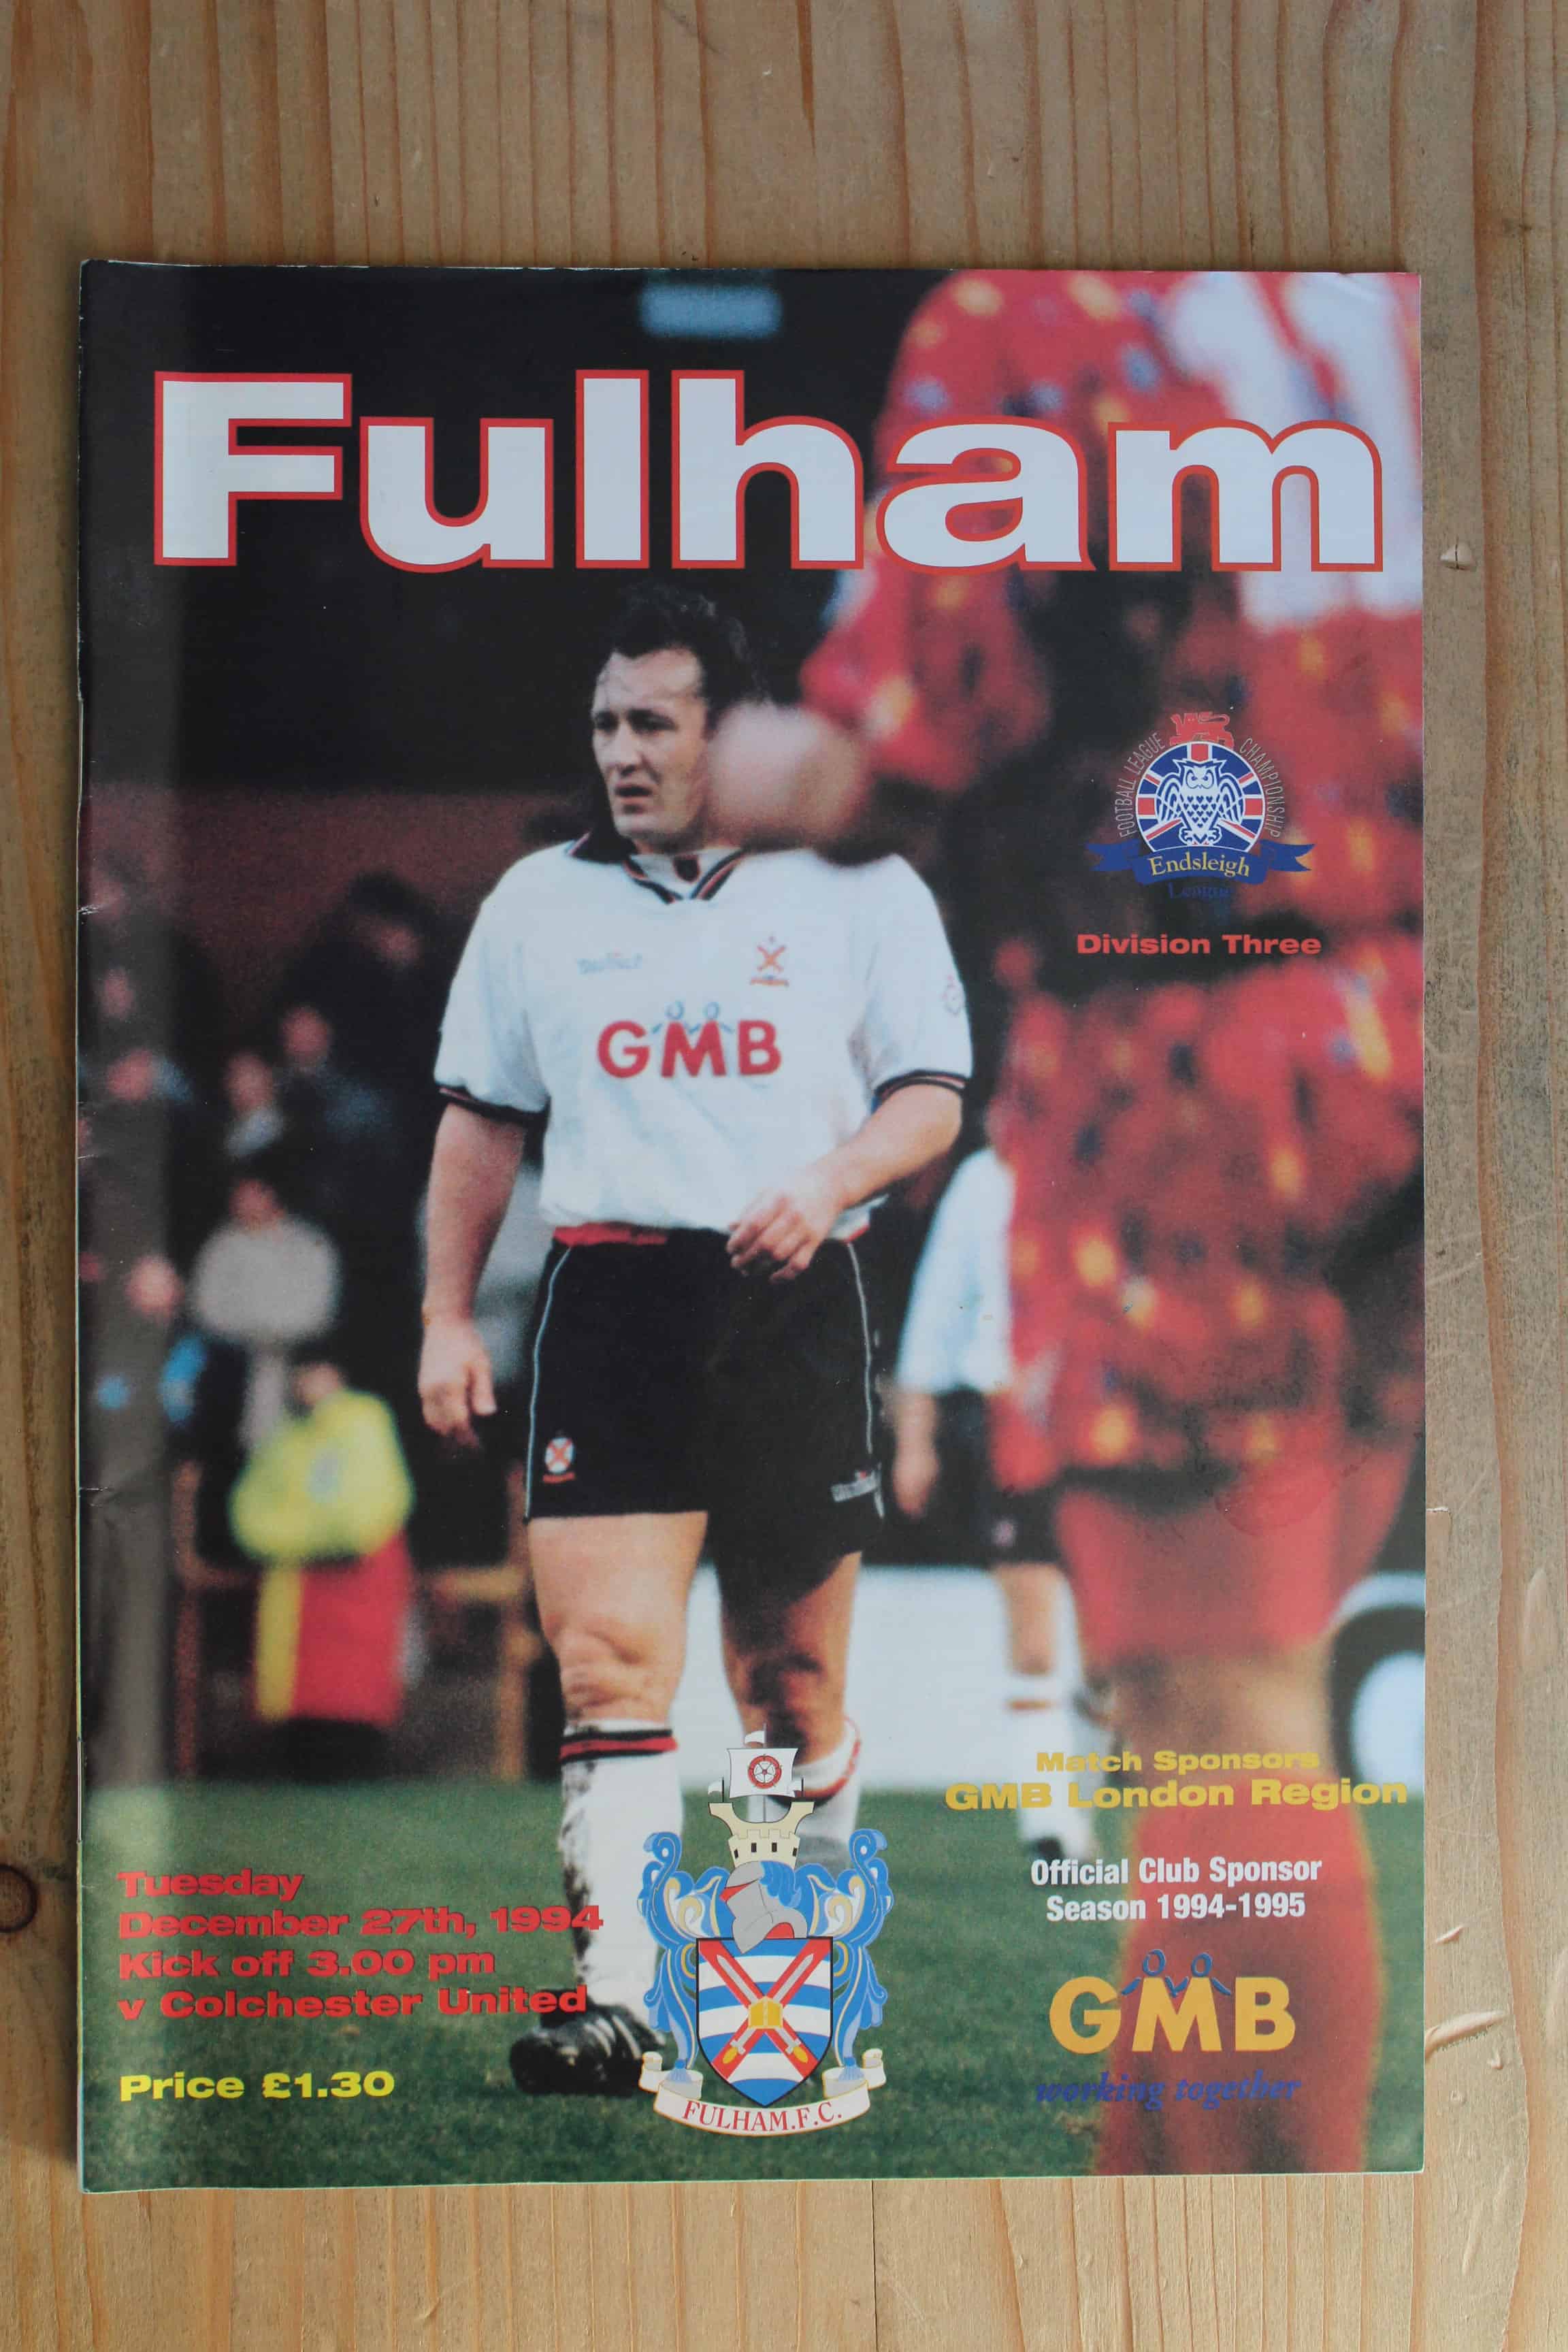 Fulham
FOOTBALL LEAGUE CHAMPIONSHIP
Endsleigh
League
Division Three
GMB
Match Sponsors
GMB London Region
Official Club Sponsor
Season 1994-1995
GMB
working together
Tuesday
December 27th, 1994
Kick off 3.00 pm
v Colchester United
Price £1.30
FULHAM.F.C.